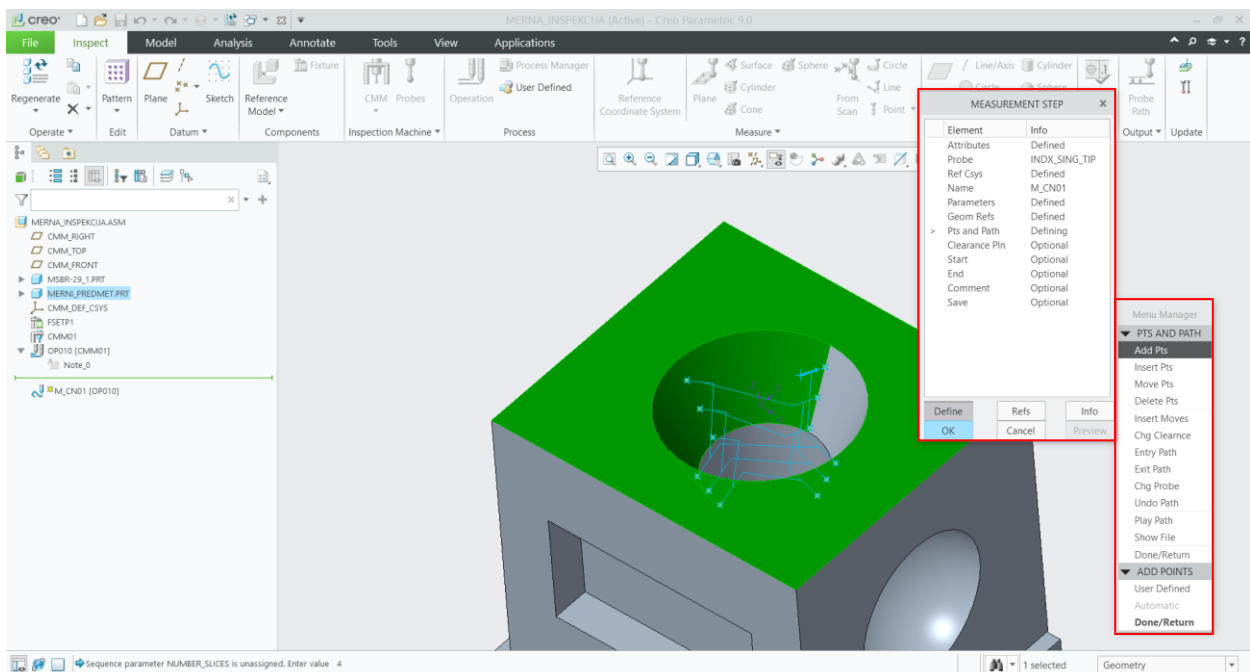 creo
MERNA_INSPEKCIJA (Active) - Creo Parametric 9.0
File Inspect Model Analysis Annotate Tools View Applications
Regenerate
Operate
Pattern
Edit
Plane
Sketch
Datum
Reference Model
Fixture
Components
CMM Probes
Inspection Machine
Operation
Process Manager
User Defined
Process
Reference
Coordinate System
Plane
Surface Sphere
Cylinder
Cone
From
Scan
Circle
Line
Point
Measure
Line/Axis Cylinder
Circle Sphere
Probe
Path
Output
Update
MERNA_INSPEKCIJA.ASM
CMM_RIGHT
CMM_TOP
CMM_FRONT
MSBR-29_1.PRT
MERNI_PREDMET.PRT
CMM_DEF_CSYS
FSETP1
CMM01
OP010 [CMM01]
Note_0
M_CN01 [OP010]
MEASUREMENT STEP
Element Info
Attributes Defined
Probe INDX_SING_TIP
Ref Csys Defined
Name M_CN01
Parameters Defined
Geom Refs Defined
> Pts and Path Defining
Clearance Pln Optional
Start Optional
End Optional
Comment Optional
Save Optional
Define Refs Info
OK Cancel Preview
Menu Manager
PTS AND PATH
Add Pts
Insert Pts
Move Pts
Delete Pts
Insert Moves
Chg Clearnce
Entry Path
Exit Path
Chg Probe
Undo Path
Play Path
Show File
Done/Return
ADD POINTS
User Defined
Automatic
Done/Return
Sequence parameter NUMBER_SLICES is unassigned. Enter value 4
1 selected
Geometry